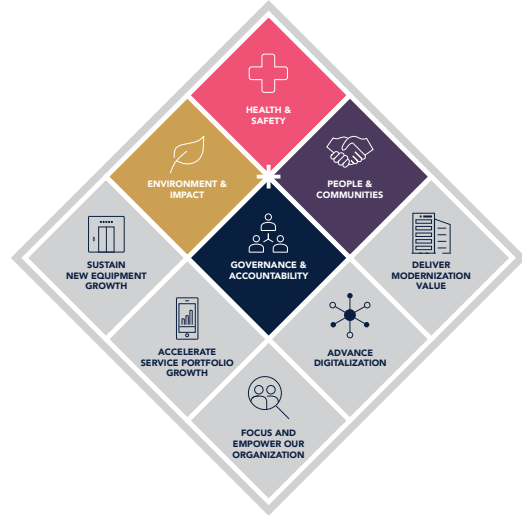 HEALTH &
SAFETY
ENVIRONMENT &
IMPACT
PEOPLE &
COMMUNITIES
SUSTAIN
NEW EQUIPMENT
GROWTH
GOVERNANCE &
ACCOUNTABILITY
DELIVER
MODERNIZATION
VALUE
ACCELERATE
SERVICE PORTFOLIO
GROWTH
ADVANCE
DIGITALIZATION
FOCUS AND
EMPOWER OUR
ORGANIZATION